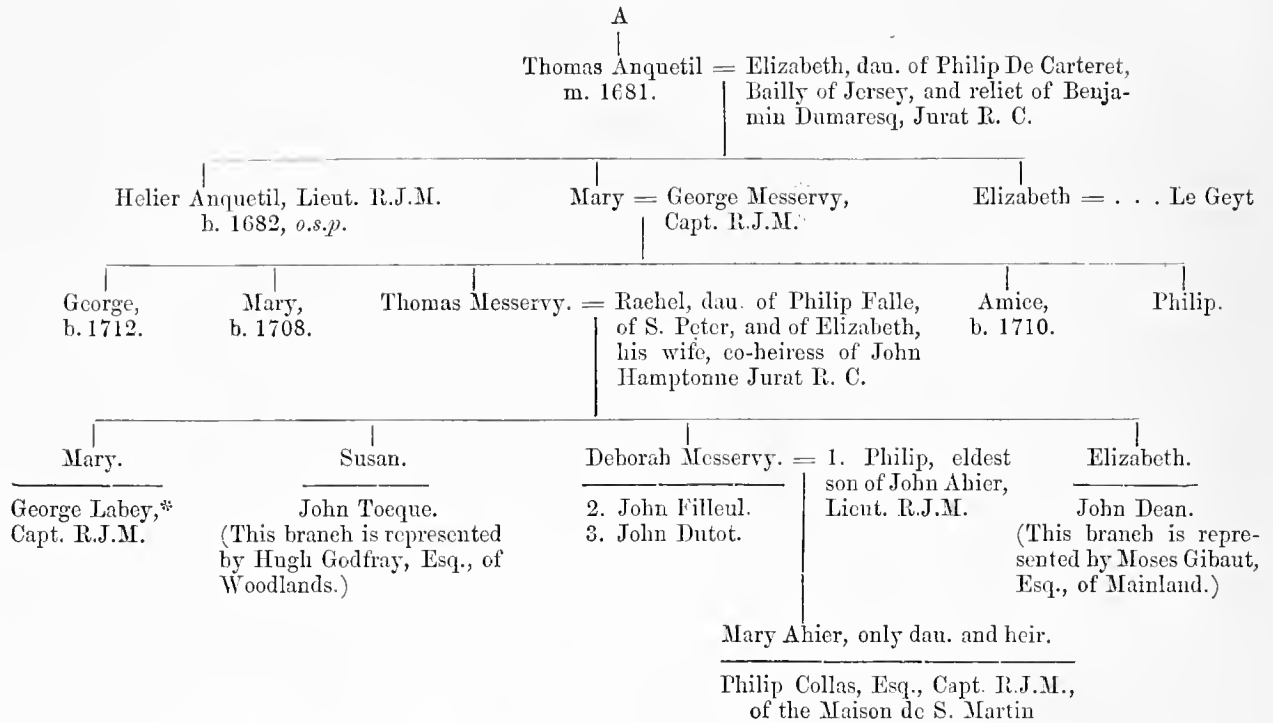 A
Thomas Anquetil = Elizabeth, dau. of Philip De Carteret,
m. 1681. Bailly of Jersey, and relict of Benja-
min Dumaresq, Jurat R. C.
Helier Anquetil, Lieut. R.J.M. Mary = George Messervy, Elizabeth = . . . Le Geyt
b. 1682, o.s.p. Capt. R.J.M.
George, Mary, Thomas Messervy. = Rachel, dau. of Philip Falle, Amice, Philip.
b. 1712. b. 1708. of S. Peter, and of Elizabeth, b. 1710.
his wife, co-heiress of John
Hamptonne Jurat R. C.
Mary. Susan. Deborah Messervy. = 1. Philip, eldest Elizabeth.
son of John Ahier,
Lieut. R.J.M.
George Labey,*
Capt. R.J.M.
John Tocque.
(This branch is represented
by Hugh Godfray, Esq., of
Woodlands.)
2. John Filleul.
3. John Dutot.
John Dean.
(This branch is repre-
sented by Moses Gibaut,
Esq., of Mainland.)
Mary Ahier, only dau. and heir.
Philip Collas, Esq., Capt. R.J.M.,
of the Maison de S. Martin